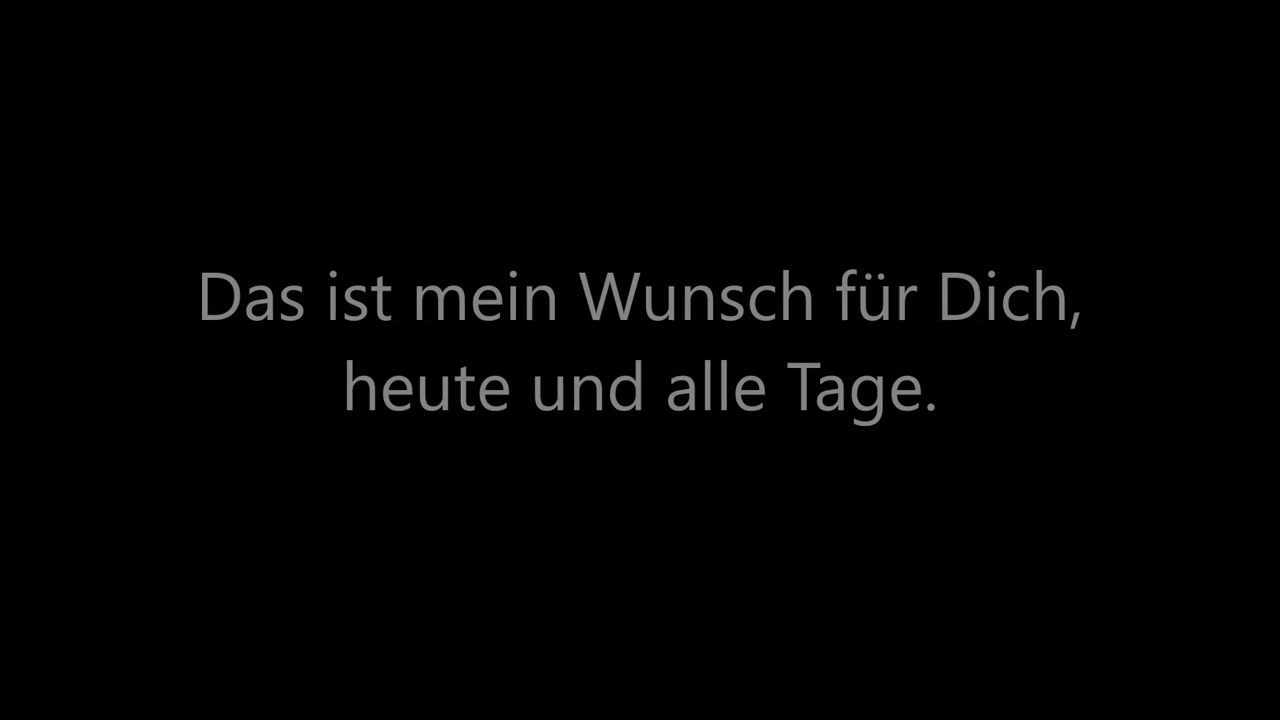 Das ist mein Wunsch für Dich,
heute und alle Tage.